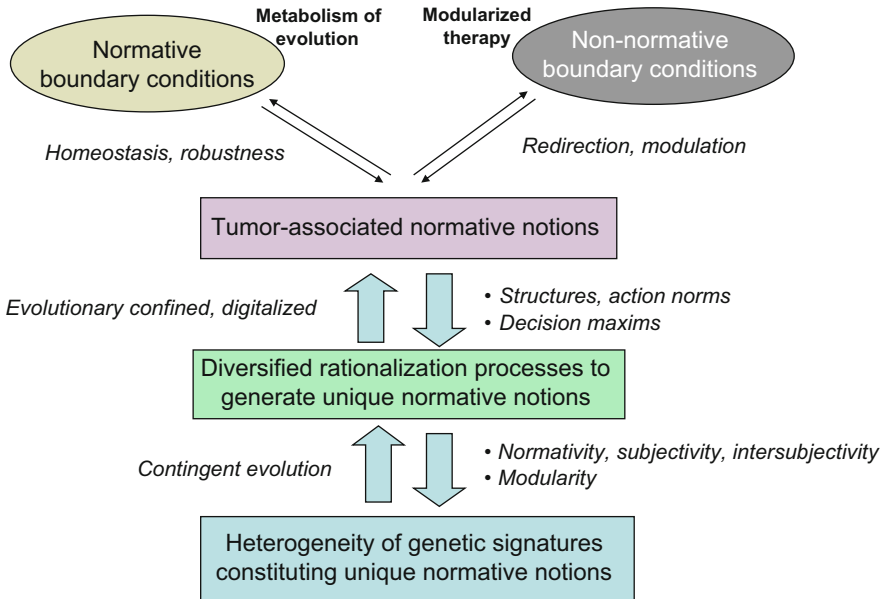 Metabolism of
evolution
Modularized
therapy
Normative
boundary conditions
Non-normative
boundary conditions
Homeostasis, robustness
Redirection, modulation
Tumor-associated normative notions
Evolutionary confined, digitalized
• Structures, action norms
• Decision maxims
Diversified rationalization processes to
generate unique normative notions
Contingent evolution
• Normativity, subjectivity, intersubjectivity
• Modularity
Heterogeneity of genetic signatures
constituting unique normative notions